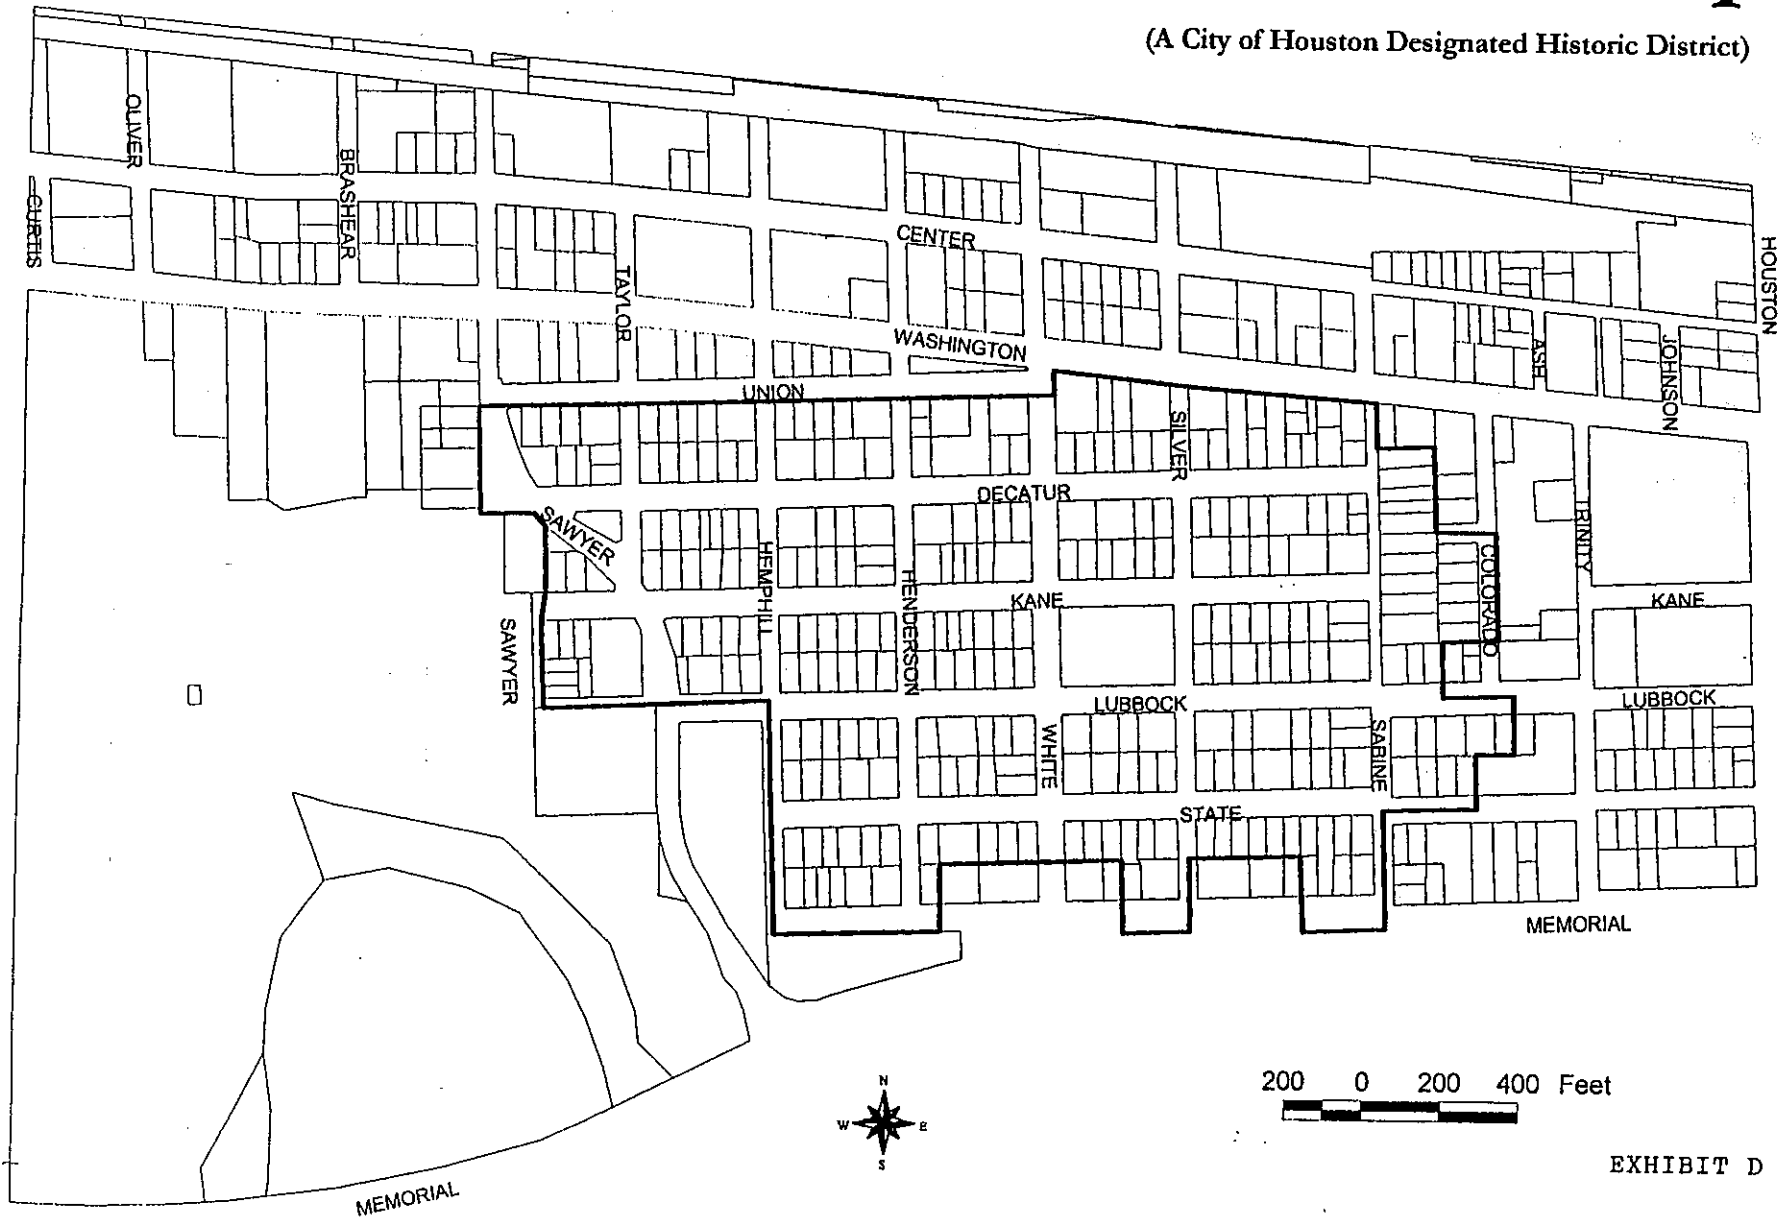 (A City of Houston Designated Historic District)
OLIVER
BRASHEAR
CURTIS
TAYLOR
CENTER
HOUSTON
WASHINGTON
ASH
JOHNSON
UNION
SILVER
DECATUR
SAWYER
TRINITY
HEMPHILL
HENDERSON
COLORADO
KANE
KANE
SAWYER
LUBBOCK
LUBBOCK
WHITE
SABINE
STATE
MEMORIAL
N
W E
S
200 0 200 400 Feet
EXHIBIT D
MEMORIAL